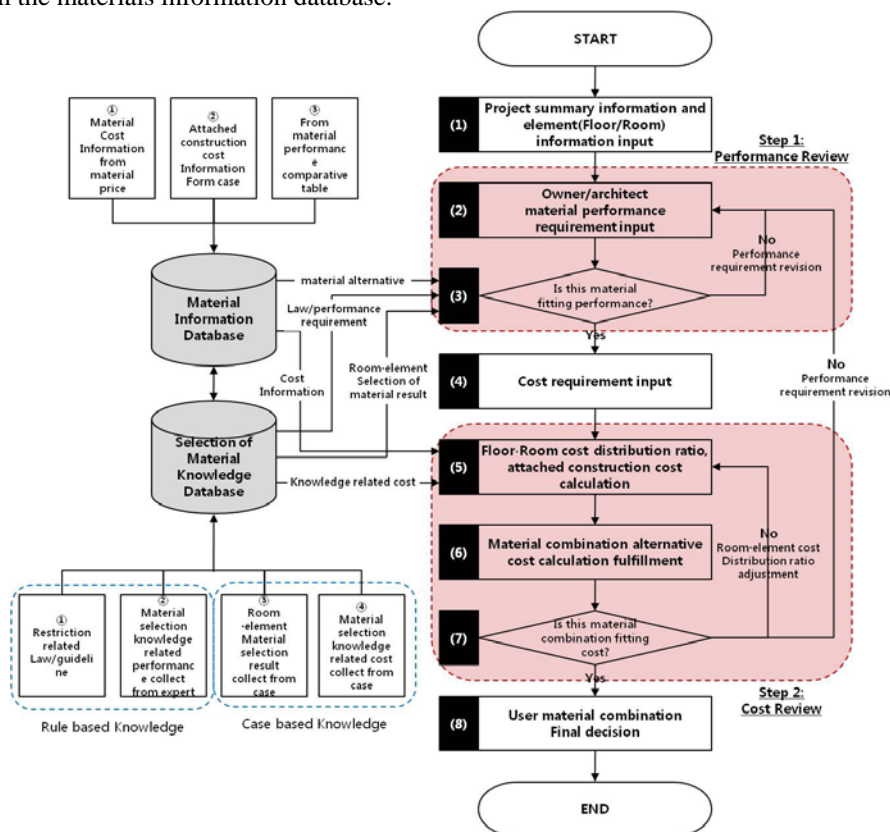 the materials information database.
START
①
Material
Cost
Information
from
material
price
②
Attached
construction
cost
Information
Form case
③
From
material
performanc
e
comparative
table
(1)
Project summary information and
element(Floor/Room)
information input
Step 1:
Performance Review
(2)
Owner/architect
material performance
requirement input
No
Performance
requirement revision
(3)
Is this material
fitting performance?
Yes
Material
Information
Database
material alternative
Law/performance
requirement
Cost
Information
Room-element
Selection of
material result
(4)
Cost requirement input
No
Performance
requirement revision
Selection of
Material
Knowledge
Database
Knowledge related cost
(5)
Floor·Room cost distribution ratio,
attached construction cost
calculation
(6)
Material combination alternative
cost calculation fulfillment
No
Room-element cost
Distribution ratio
adjustment
(7)
Is this material
combination fitting
cost?
Yes
Step 2:
Cost Review
①
Restriction
related
Law/guideli
ne
②
Material
selection
knowledge
related
performanc
e collect
from expert
③
Room
-element
Material
selection
result
collect from
case
④
Material
selection
knowledge
related cost
collect from
case
Rule based Knowledge
Case based Knowledge
(8)
User material combination
Final decision
END